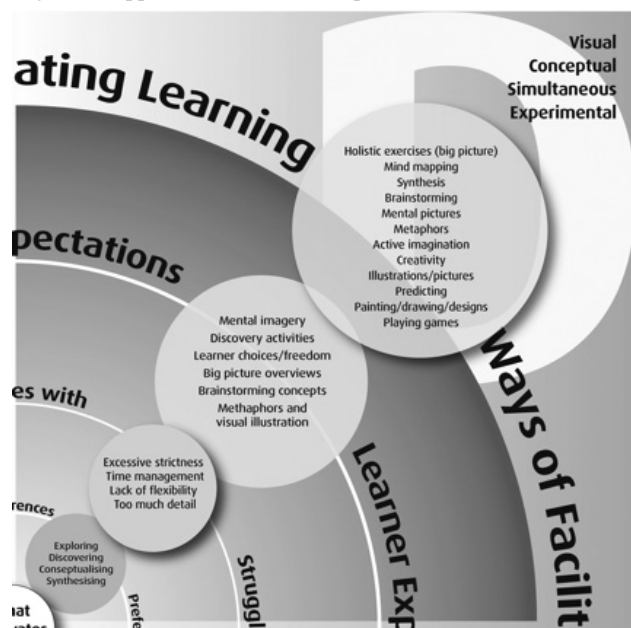 D
Visual
Conceptual
Simultaneous
Experimental
ating Learning
Ways of Facilit
Holistic exercises (big picture)
Mind mapping
Synthesis
Brainstorming
Mental pictures
Metaphors
Active imagination
Creativity
Illustrations/pictures
Predicting
Painting/drawing/designs
Playing games
pectations
Learner Exp
Mental imagery
Discovery activities
Learner choices/freedom
Big picture overviews
Brainstorming concepts
Methaphors and
visual illustration
es with
Struggl
Excessive strictness
Time management
Lack of flexibility
Too much detail
rences
Prefe
Exploring
Discovering
Conseptualising
Synthesising
hat